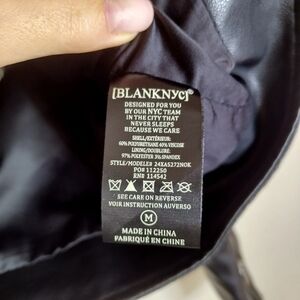 [BLANKNYC]®
DESIGNED FOR YOU
BY OUR NYC TEAM
IN THE CITY THAT
NEVER SLEEPS
BECAUSE WE CARE
SHELL/EXTÉRIEUR:
60% POLYURETHANE 40% VISCOSE
LINING/DOUBLURE:
97% POLYESTER 3% SPANDEX
STYLE/MODELE# 24XA5272NOK
PO# 112250
RN# 114542
SEE CARE ON REVERSE
VOIR INSTRUCTION AUVERSO
M
MADE IN CHINA
FABRIQUÉ EN CHINE